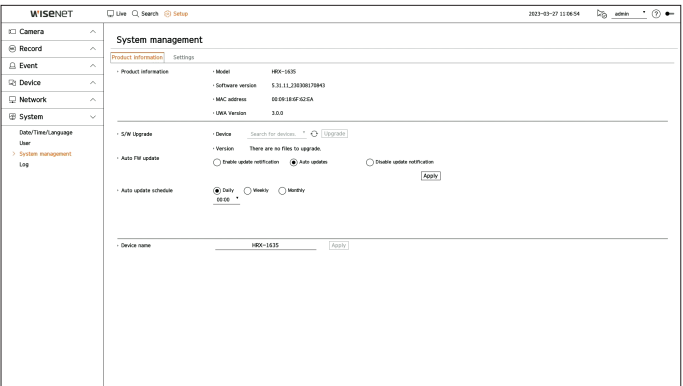 WISENET
Live Search Setup
2023-03-27 11:06:54 admin ?
Camera
Record
Event
Device
Network
System
Date/Time/Language
User
> System management
Log
System management
Product information Settings
Product information
Model HRX-1635
Software version 5.31.11_230308170843
MAC address 00:09:18:6F:62:EA
UWA Version 3.0.0
S/W Upgrade
Device Search for devices. Upgrade
Version There are no files to upgrade.
Auto FW update
Enable update notification Auto updates Disable update notification
Apply
Auto update schedule
Daily Weekly Monthly
00:00
Device name HRX-1635 Apply